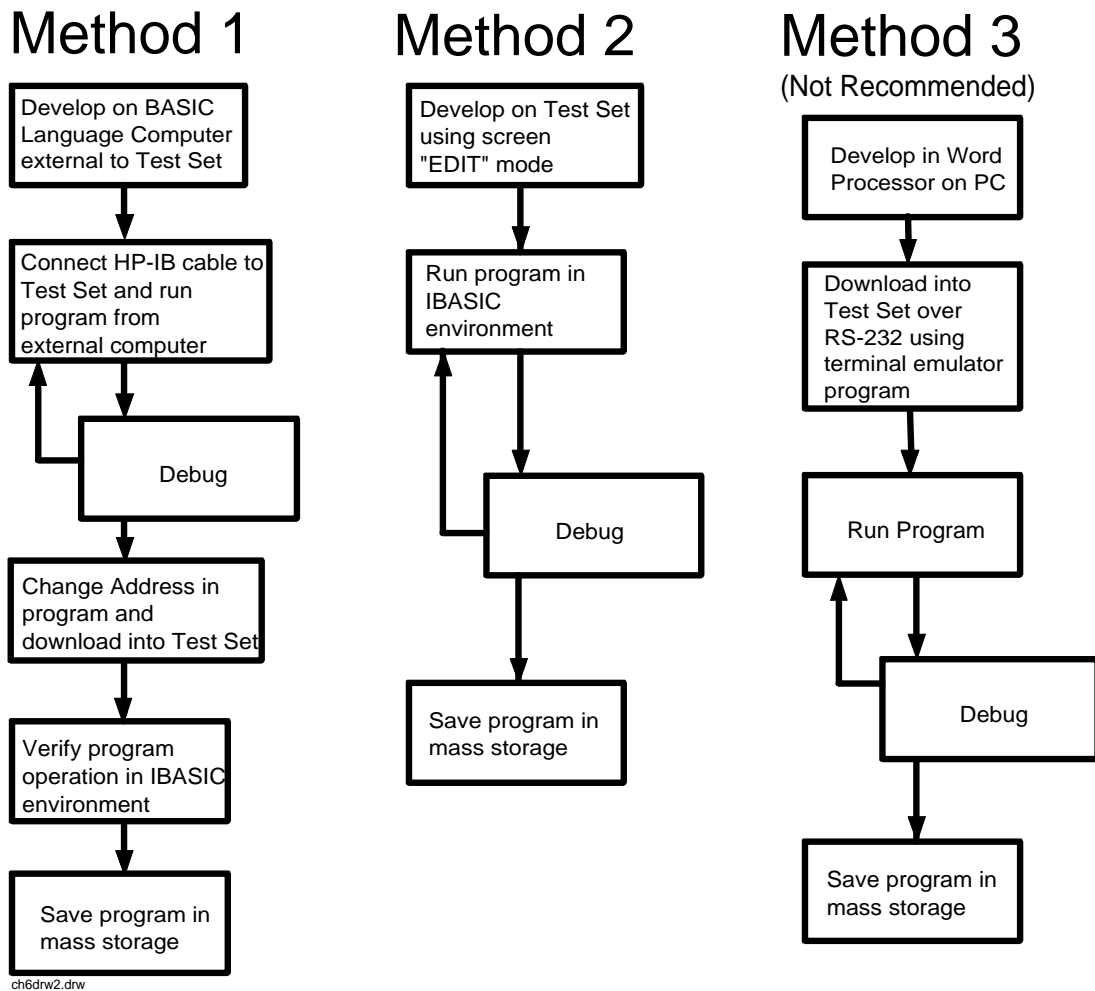 Method 1
Develop on BASIC
Language Computer
external to Test Set
Connect HP-IB cable to
Test Set and run
program from
external computer
Debug
Change Address in
program and
download into Test Set
Verify program
operation in IBASIC
environment
Save program in
mass storage
ch6drw2.drw
Method 2
Develop on Test Set
using screen
"EDIT" mode
Run program in
IBASIC
environment
Debug
Save program in
mass storage
Method 3
(Not Recommended)
Develop in Word
Processor on PC
Download into
Test Set over
RS-232 using
terminal emulator
program
Run Program
Debug
Save program in
mass storage